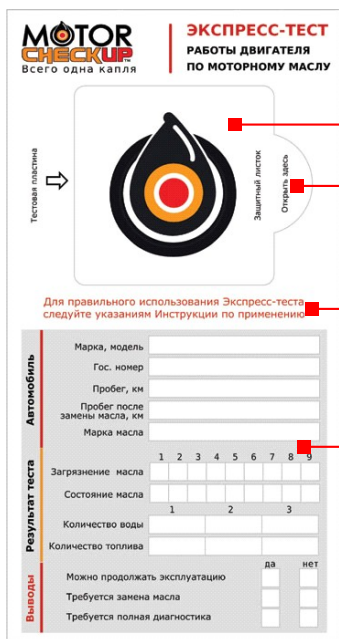 MOTOR
CHECKUP™
Всего одна капля
ЭКСПРЕСС-ТЕСТ
РАБОТЫ ДВИГАТЕЛЯ
ПО МОТОРНОМУ МАСЛУ
Тестовая пластина
Защитный листок
Открыть здесь
Для правильного использования Экспресс-теста
следуйте указаниям Инструкции по применению
Автомобиль
Марка, модель
Гос. номер
Пробег, км
Пробег после
замены масла, км
Марка масла
Результат теста
1 2 3 4 5 6 7 8 9
Загрязнение масла
Состояние масла
1 2 3
Количество воды
Количество топлива
Выводы
да нет
Можно продолжать эксплуатацию
Требуется замена масла
Требуется полная диагностика